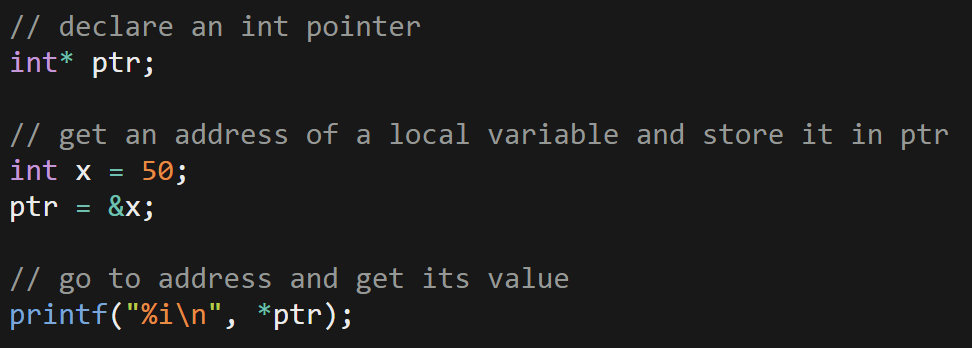 // declare an int pointer
int* ptr;
// get an address of a local variable and store it in ptr
int x = 50;
ptr = &x;
// go to address and get its value
printf("%i\n", *ptr);